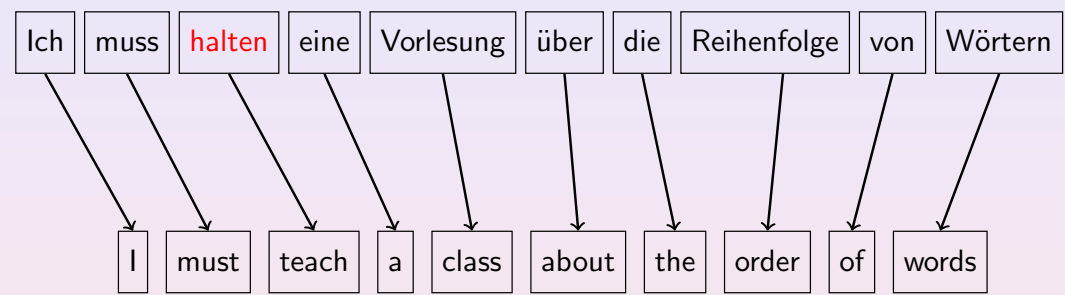 Ich muss halten eine Vorlesung über die Reihenfolge von Wörtern
I must teach a class about the order of words